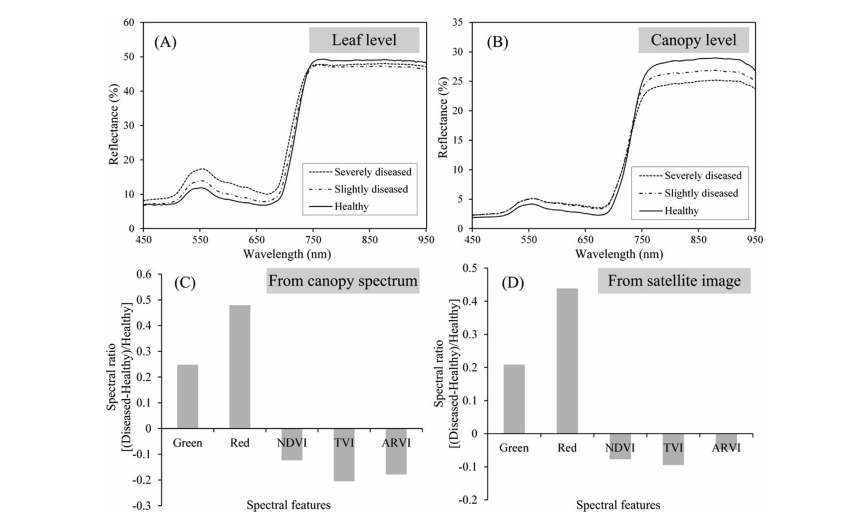 (A)
Leaf level
60
50
40
30
20
10
0
Reflectance (%)
Severely diseased
Slightly diseased
Healthy
450 550 650 750 850 950
Wavelength (nm)
(B)
Canopy level
35
30
25
20
15
10
5
0
Reflectance (%)
Severely diseased
Slightly diseased
Healthy
450 550 650 750 850 950
Wavelength (nm)
(C)
From canopy spectrum
0.6
0.5
0.4
0.3
0.2
0.1
0
-0.1
-0.2
-0.3
Spectral ratio
[(Diseased-Healthy)/Healthy]
Green Red NDVI TVI ARVI
Spectral features
(D)
From satellite image
0.5
0.4
0.3
0.2
0.1
0
-0.1
-0.2
Spectral ratio
[(Diseased-Healthy)/Healthy]
Green Red NDVI TVI ARVI
Spectral features